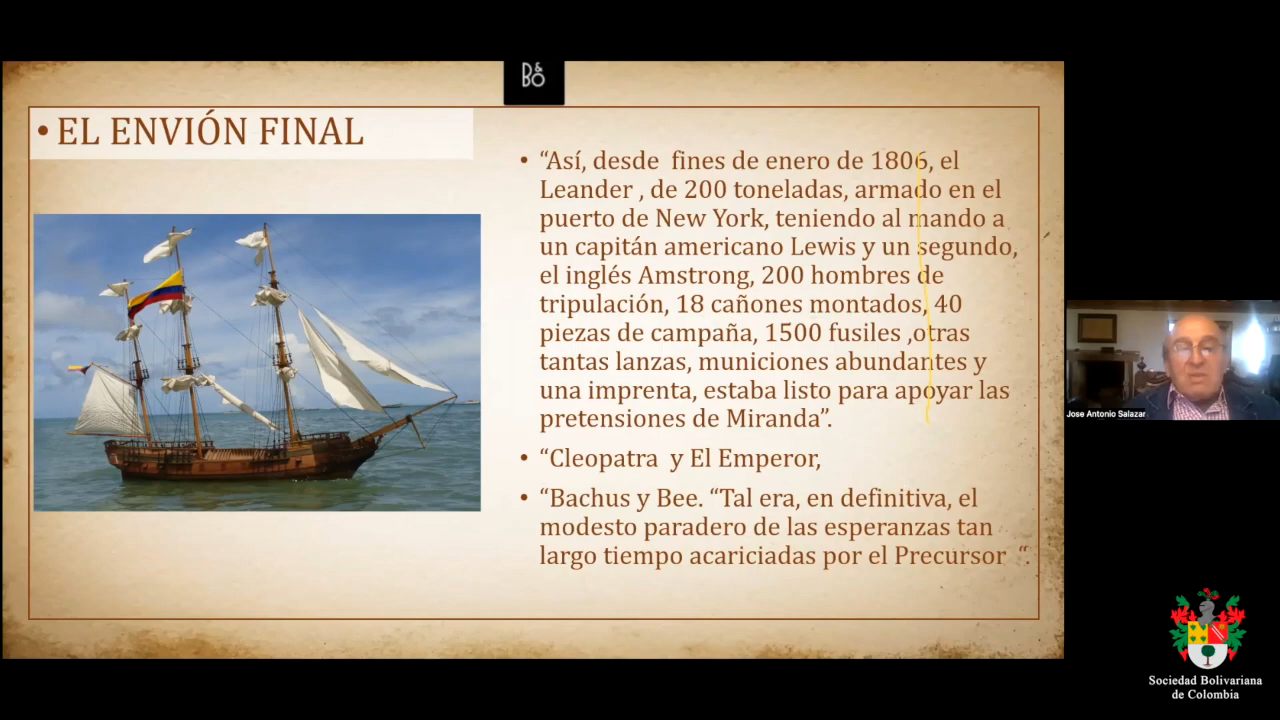 B&O
• EL ENVIÓN FINAL
• “Así, desde fines de enero de 1806, el
Leander , de 200 toneladas, armado en el
puerto de New York, teniendo al mando a
un capitán americano Lewis y un segundo,
el inglés Amstrong, 200 hombres de
tripulación, 18 cañones montados, 40
piezas de campaña, 1500 fusiles ,otras
tantas lanzas, municiones abundantes y
una imprenta, estaba listo para apoyar las
pretensiones de Miranda”.
• “Cleopatra y El Emperor,
• “Bachus y Bee. “Tal era, en definitiva, el
modesto paradero de las esperanzas tan
largo tiempo acariciadas por el Precursor “.
Jose Antonio Salazar
Sociedad Bolivariana
de Colombia